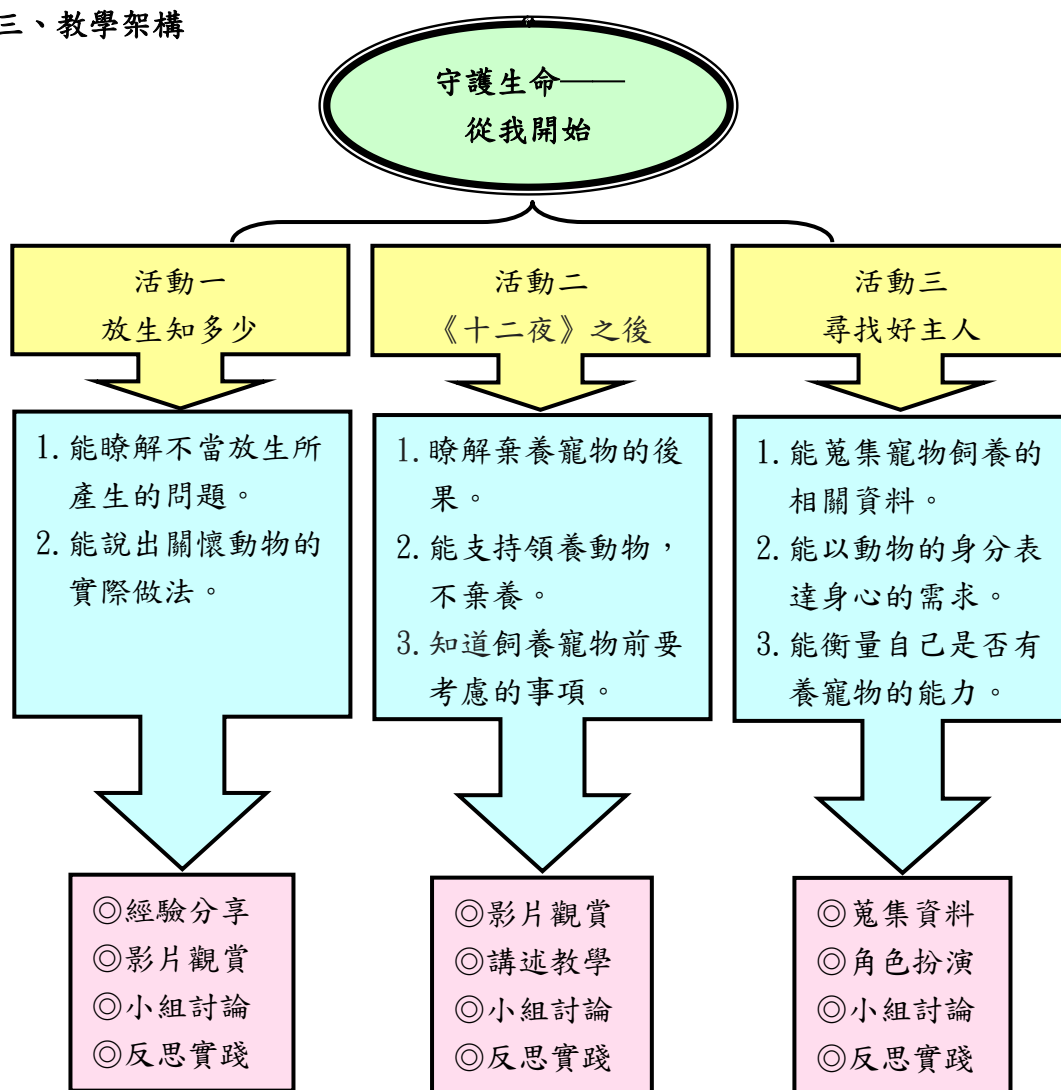 三、教學架構
守護生命——
從我開始
活動一
放生知多少
活動二
《十二夜》之後
活動三
尋找好主人
1. 能瞭解不當放生所
產生的問題。
2. 能說出關懷動物的
實際做法。
1. 瞭解棄養寵物的後
果。
2. 能支持領養動物，
不棄養。
3. 知道飼養寵物前要
考慮的事項。
1. 能蒐集寵物飼養的
相關資料。
2. 能以動物的身分表
達身心的需求。
3. 能衡量自己是否有
養寵物的能力。
◎經驗分享
◎影片觀賞
◎小組討論
◎反思實踐
◎影片觀賞
◎講述教學
◎小組討論
◎反思實踐
◎蒐集資料
◎角色扮演
◎小組討論
◎反思實踐